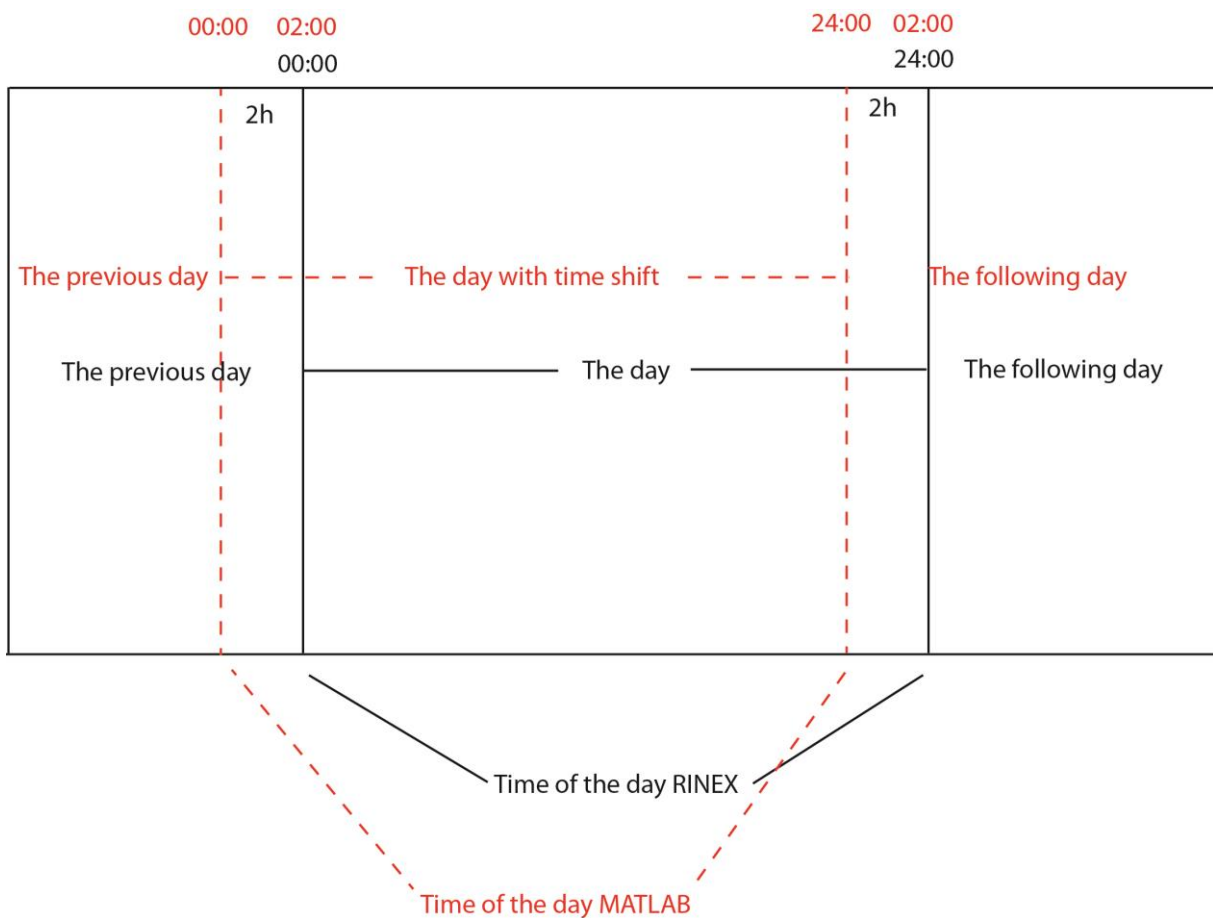 00:00 02:00 24:00 02:00
00:00 24:00
2h 2h
The previous day The day with time shift The following day
The previous day The day The following day
Time of the day RINEX
Time of the day MATLAB